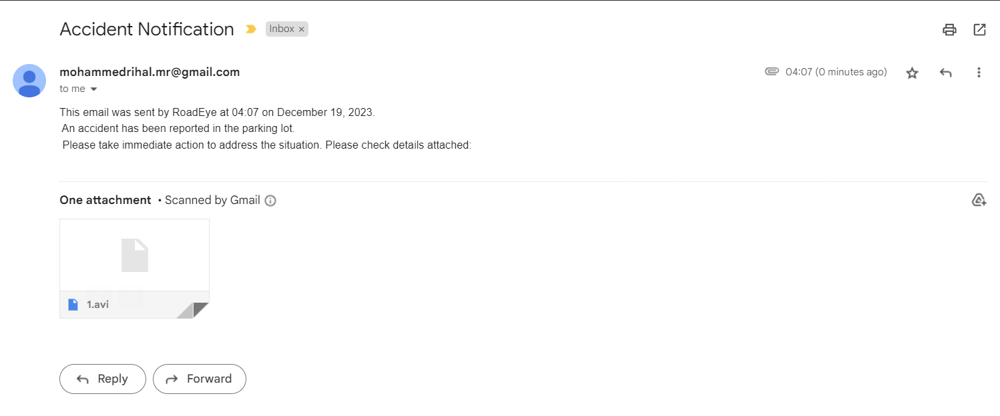 Accident Notification Inbox ×
mohammedrihal.mr@gmail.com 04:07 (0 minutes ago)
to me
This email was sent by RoadEye at 04:07 on December 19, 2023.
An accident has been reported in the parking lot.
Please take immediate action to address the situation. Please check details attached:
One attachment • Scanned by Gmail
1.avi
Reply Forward